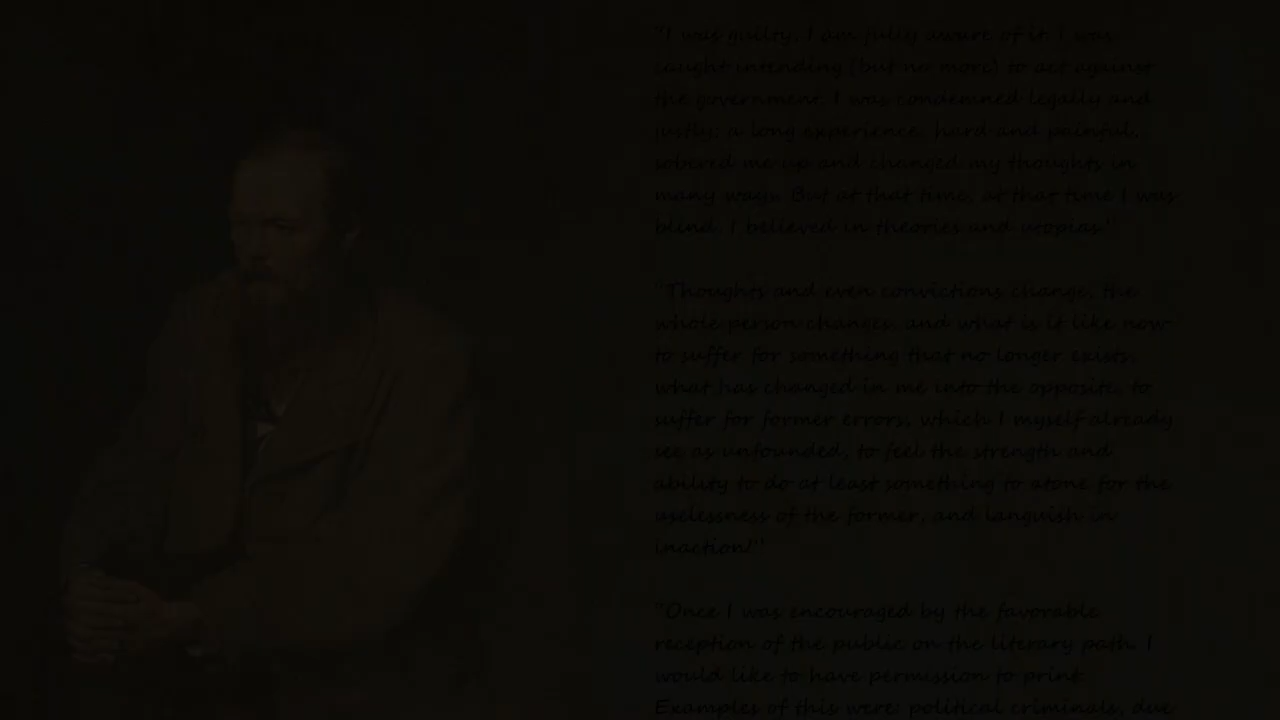 "I was guilty, I am fully aware of it. I was
caught intending (but no more) to act against
the government. I was condemned legally and
justly; a long experience, hard and painful,
sobered me up and changed my thoughts in
many ways. But at that time, at that time I was
blind, I believed in theories and utopias"
"Thoughts and even convictions change, the
whole person changes, and what is it like now
to suffer for something that no longer exists,
what has changed in me into the opposite, to
suffer for former errors, which I myself already
see as unfounded, to feel the strength and
ability to do at least something to atone for the
uselessness of the former, and languish in
inaction!"
"Once I was encouraged by the favorable
reception of the public on the literary path. I
would like to have permission to print.
Examples of this were: political criminals, due